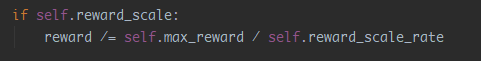 if self.reward_scale:
    reward /= self.max_reward / self.reward_scale_rate